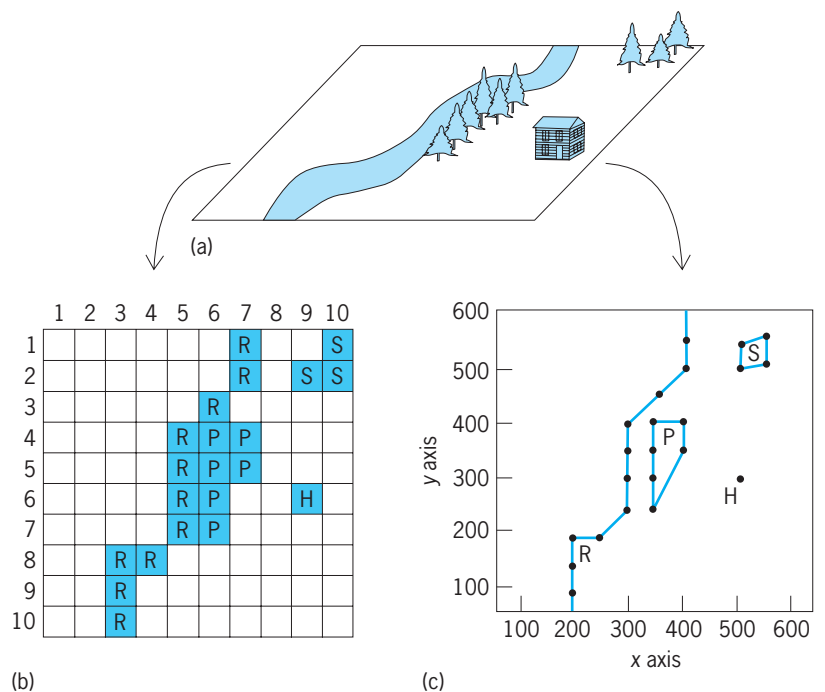 (a)
1 2 3 4 5 6 7 8 9 10
1 R S
2 R S S
3 R
4 R P P
5 R P P
6 R P H
7 R P
8 R R
9 R
10 R
(b)
600
500
400
300
200
100
y axis
S
P
H
R
100 200 300 400 500 600
x axis
(c)